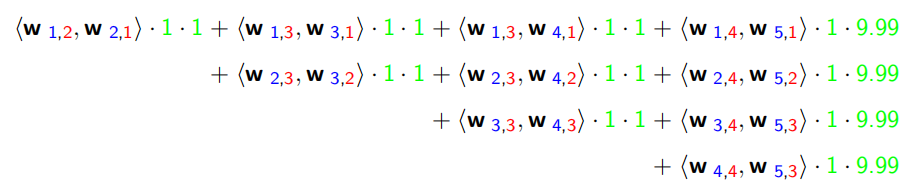 ⟨w 1,2, w 2,1⟩ · 1 · 1 + ⟨w 1,3, w 3,1⟩ · 1 · 1 + ⟨w 1,3, w 4,1⟩ · 1 · 1 + ⟨w 1,4, w 5,1⟩ · 1 · 9.99
+ ⟨w 2,3, w 3,2⟩ · 1 · 1 + ⟨w 2,3, w 4,2⟩ · 1 · 1 + ⟨w 2,4, w 5,2⟩ · 1 · 9.99
+ ⟨w 3,3, w 4,3⟩ · 1 · 1 + ⟨w 3,4, w 5,3⟩ · 1 · 9.99
+ ⟨w 4,4, w 5,3⟩ · 1 · 9.99